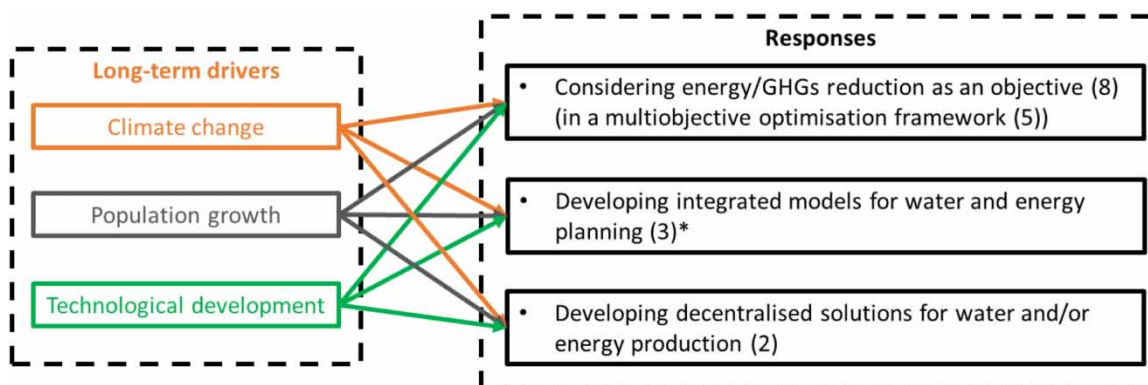 Long-term drivers
Climate change
Population growth
Technological development
Responses
• Considering energy/GHGs reduction as an objective (8)
(in a multiobjective optimisation framework (5))
• Developing integrated models for water and energy
planning (3)*
• Developing decentralised solutions for water and/or
energy production (2)